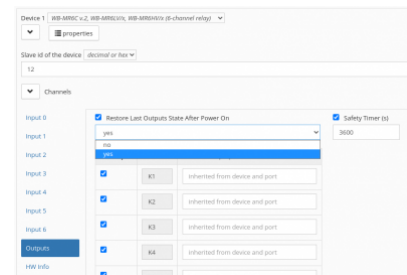 Device 1 WB-MR6C v.2, WB-MR6LV/x, WB-MR6HV/x (6-channel relay)
properties
Slave id of the device decimal or hex
12
Channels
Input 0
Input 1
Input 2
Input 3
Input 4
Input 5
Input 6
Outputs
HW Info
Restore Last Outputs State After Power On
yes
no
yes
Safety Timer (s)
3600
K1 Inherited from device and port
K2 Inherited from device and port
K3 Inherited from device and port
K4 Inherited from device and port